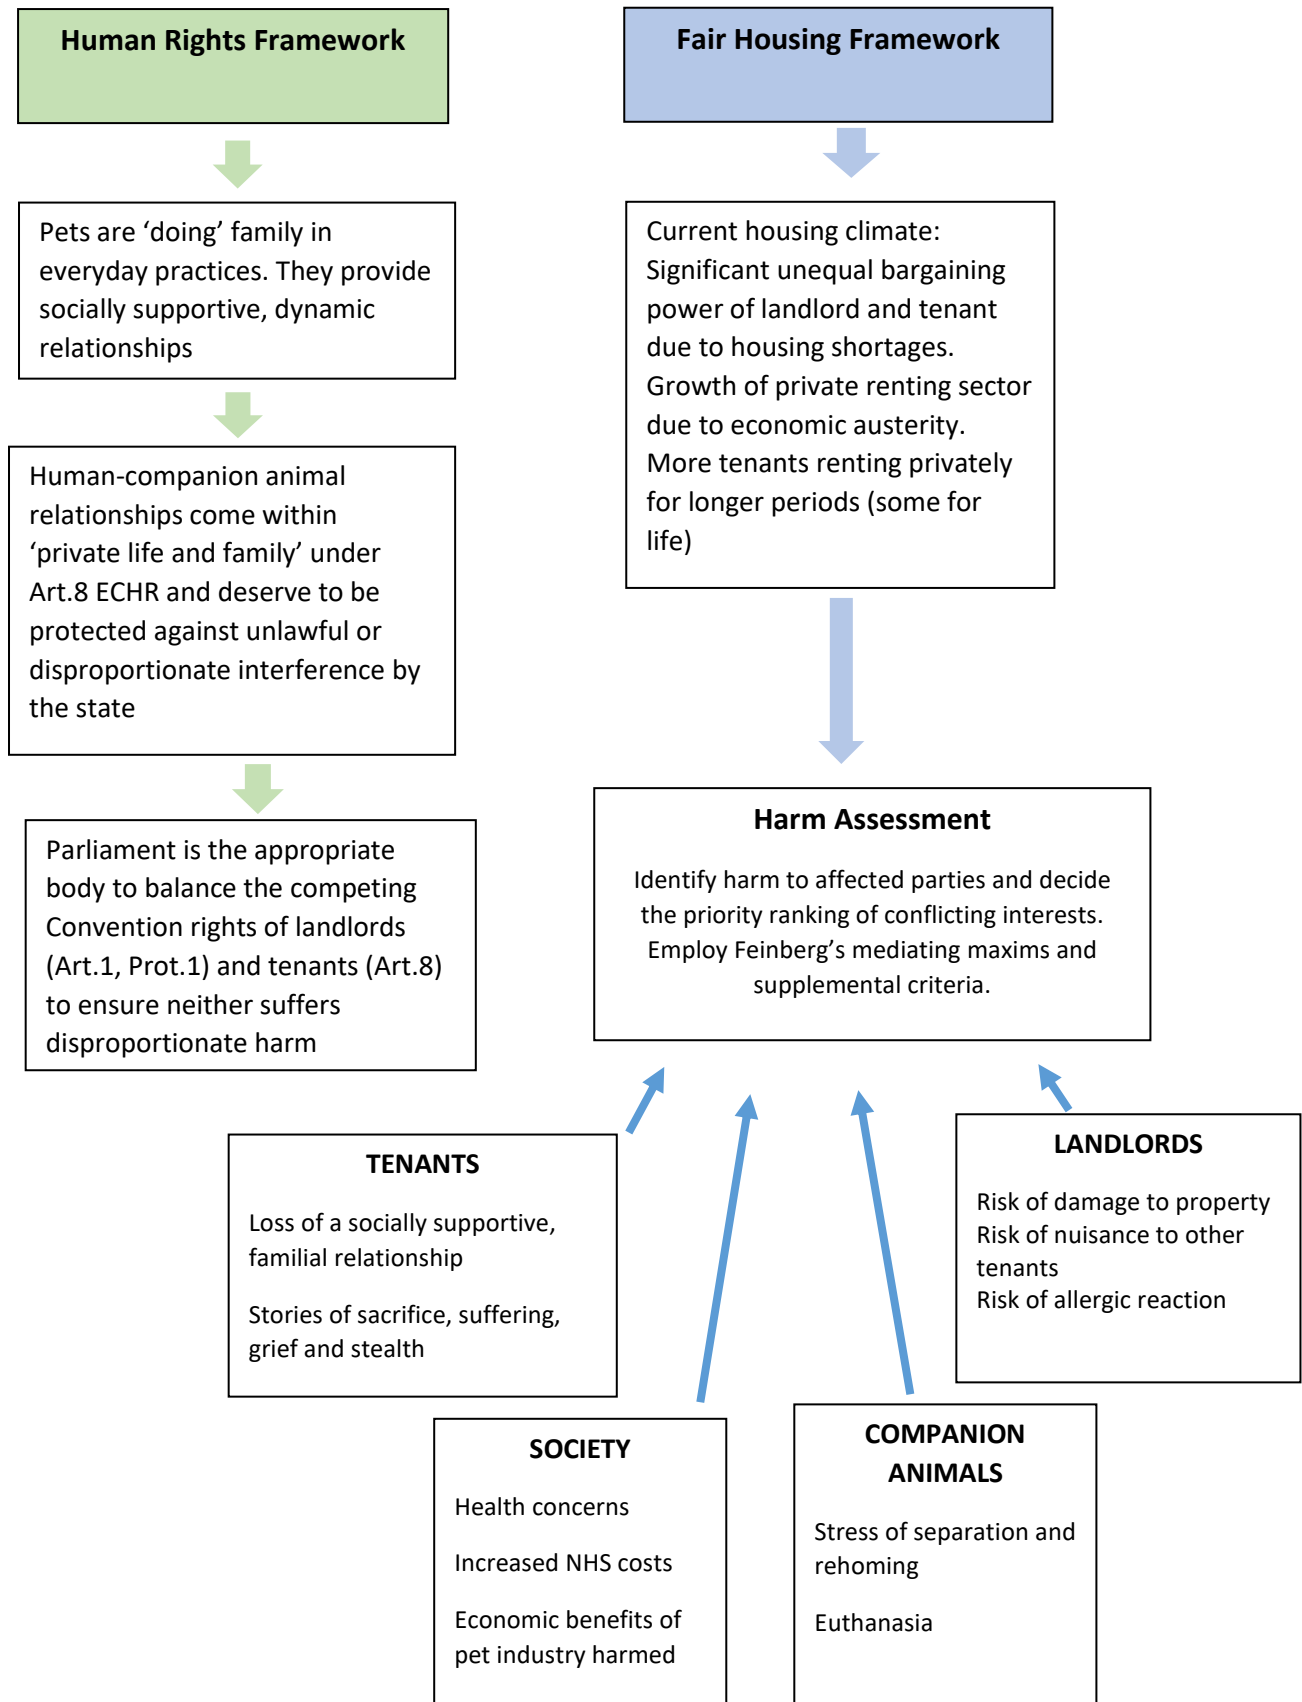 Human Rights Framework
Fair Housing Framework
Pets are ‘doing’ family in
everyday practices. They provide
socially supportive, dynamic
relationships
Current housing climate:
Significant unequal bargaining
power of landlord and tenant
due to housing shortages.
Growth of private renting sector
due to economic austerity.
More tenants renting privately
for longer periods (some for
life)
Human-companion animal
relationships come within
‘private life and family’ under
Art.8 ECHR and deserve to be
protected against unlawful or
disproportionate interference by
the state
Parliament is the appropriate
body to balance the competing
Convention rights of landlords
(Art.1, Prot.1) and tenants (Art.8)
to ensure neither suffers
disproportionate harm
Harm Assessment
Identify harm to affected parties and decide
the priority ranking of conflicting interests.
Employ Feinberg’s mediating maxims and
supplemental criteria.
TENANTS
Loss of a socially supportive,
familial relationship
Stories of sacrifice, suffering,
grief and stealth
LANDLORDS
Risk of damage to property
Risk of nuisance to other
tenants
Risk of allergic reaction
SOCIETY
Health concerns
Increased NHS costs
Economic benefits of
pet industry harmed
COMPANION
ANIMALS
Stress of separation and
rehoming
Euthanasia